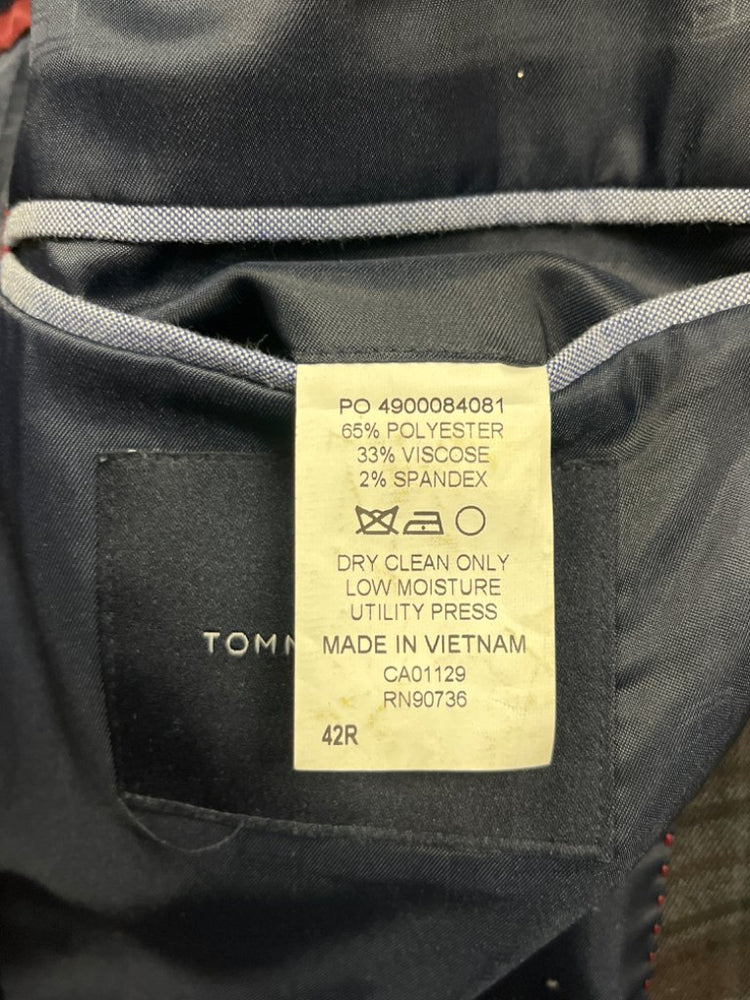 PO 4900084081
65% POLYESTER
33% VISCOSE
2% SPANDEX
DRY CLEAN ONLY
LOW MOISTURE
UTILITY PRESS
TOMM
MADE IN VIETNAM
CA01129
RN90736
42R